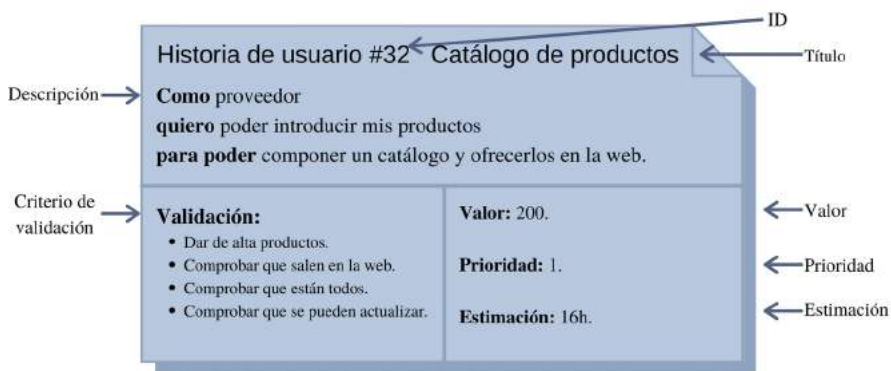 ID
Historia de usuario #32 Catálogo de productos
Título
Descripción
Como proveedor
quiero poder introducir mis productos
para poder componer un catálogo y ofrecerlos en la web.
Criterio de
validación
Validación:
• Dar de alta productos.
• Comprobar que salen en la web.
• Comprobar que están todos.
• Comprobar que se pueden actualizar.
Valor: 200.
Valor
Prioridad: 1.
Prioridad
Estimación: 16h.
Estimación